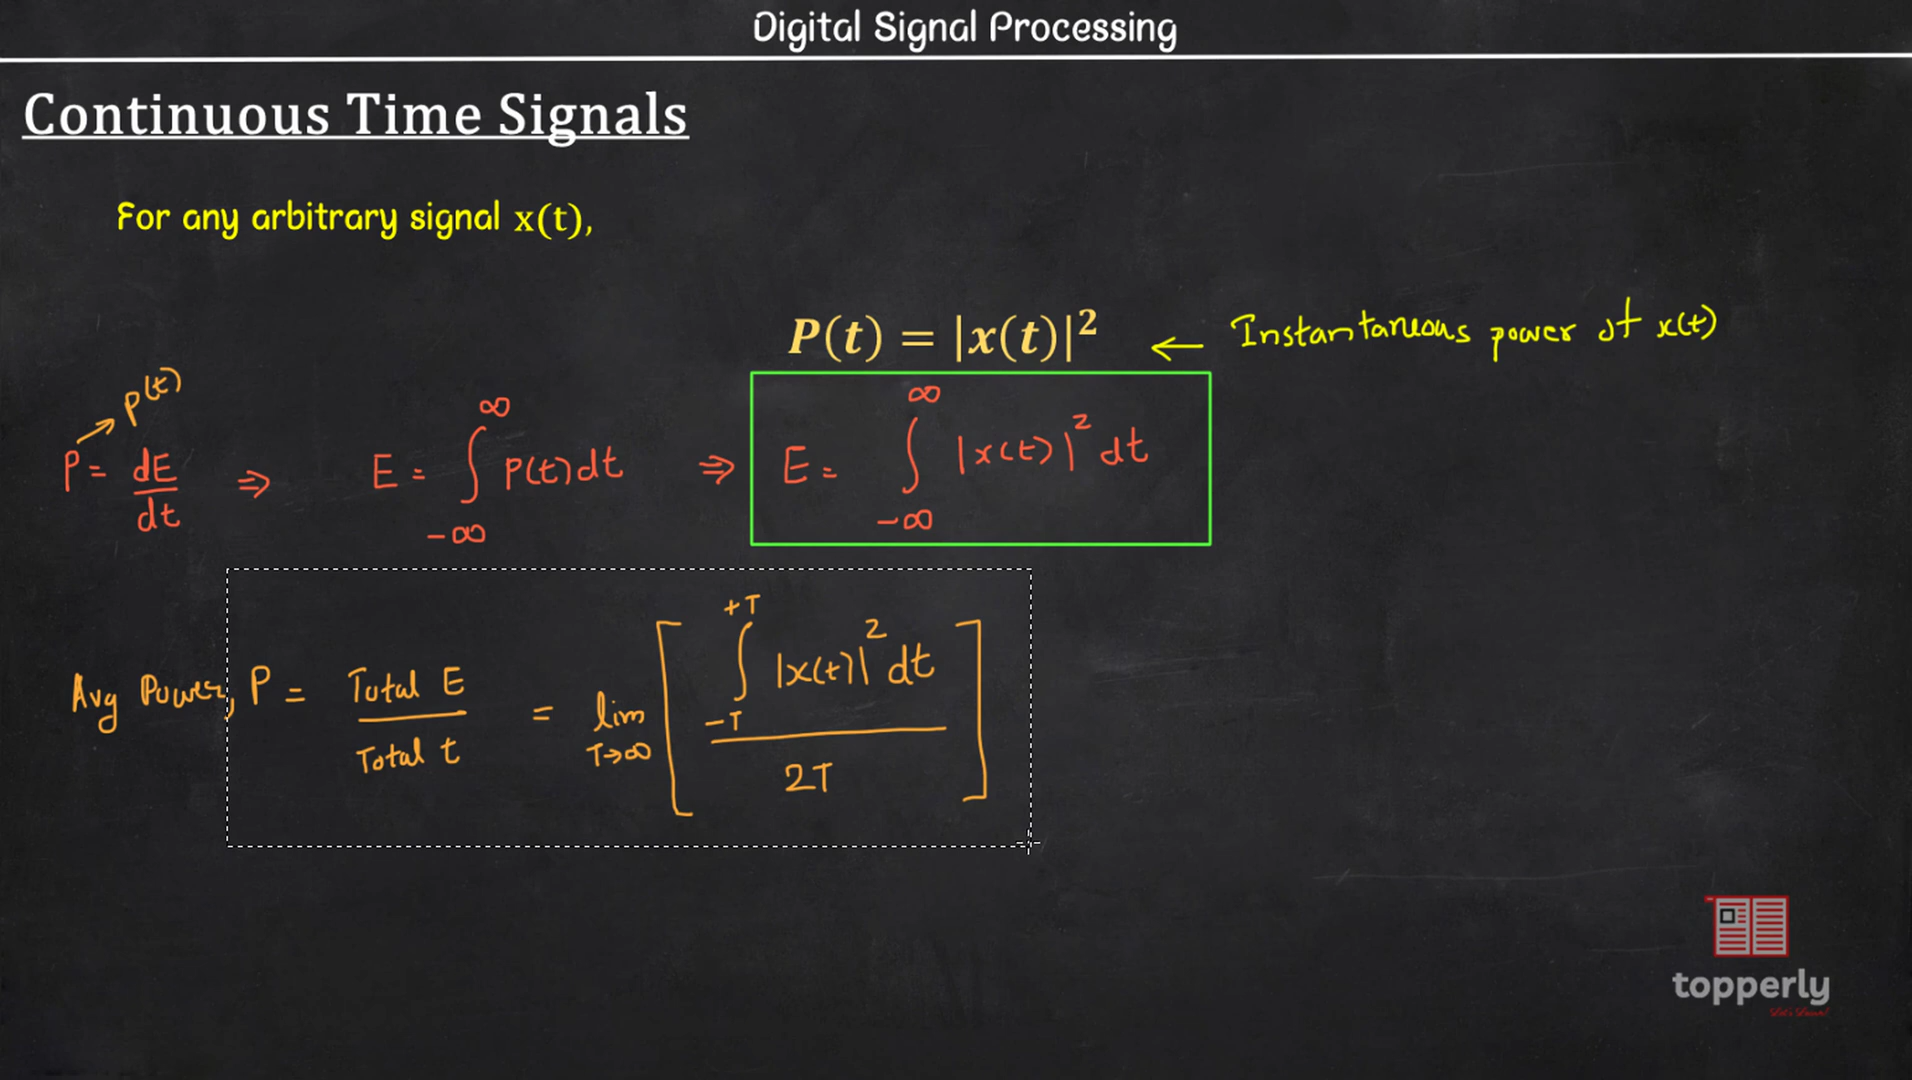 Digital Signal Processing
Continuous Time Signals
For any arbitrary signal x(t),
P(t) = |x(t)|² ← Instantaneous power of x(t)
P(t)
P = dE/dt ⇒ E = ∫_{-∞}^{∞} P(t)dt ⇒ E = ∫_{-∞}^{∞} |x(t)|² dt
Avg Power, P = Total E / Total t = lim_{T→∞} [ ∫_{-T}^{+T} |x(t)|² dt / 2T ]
topperly